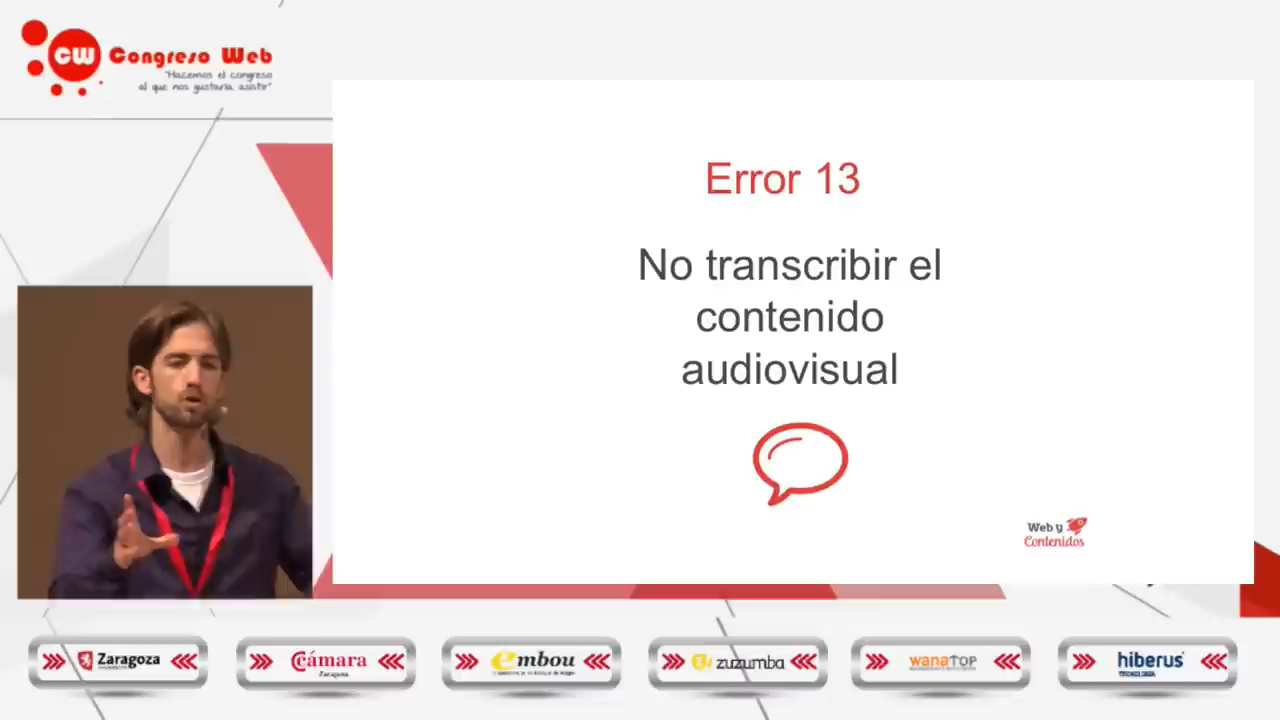 CW Congreso Web
"Hacemos el congreso
al que nos gustaría asistir"
Error 13
No transcribir el
contenido
audiovisual
Web y
Contenidos
Zaragoza
Cámara
Zaragoza
embou
zuzumba
wanaTop
hiberus